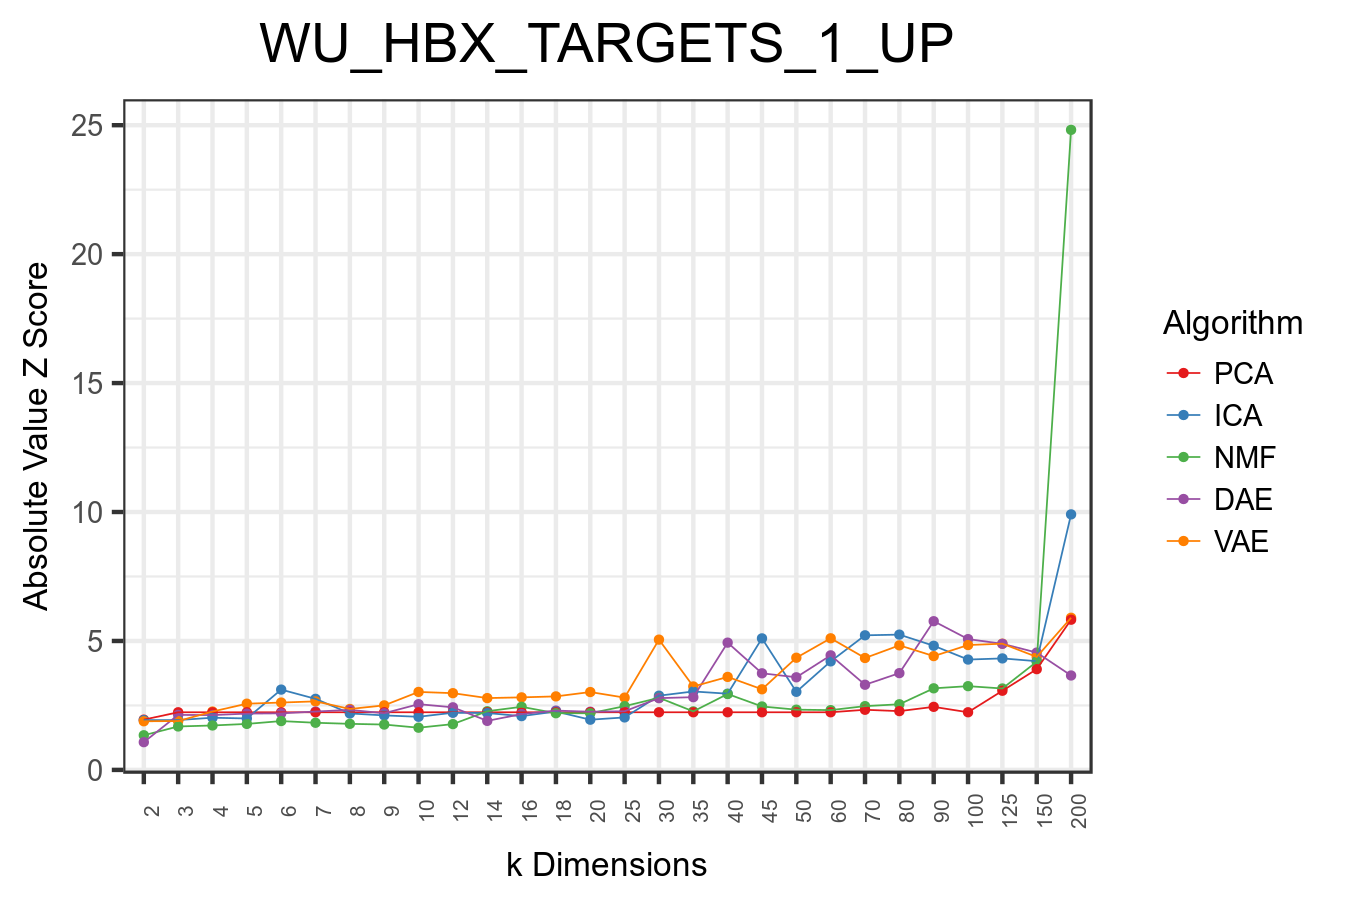 WU_HBX_TARGETS_1_UP
Absolute Value Z Score
25
20
15
10
5
0
2 3 4 5 6 7 8 9 10 12 14 16 18 20 25 30 35 40 45 50 60 70 80 90 100 125 150 200
k Dimensions
Algorithm
PCA
ICA
NMF
DAE
VAE